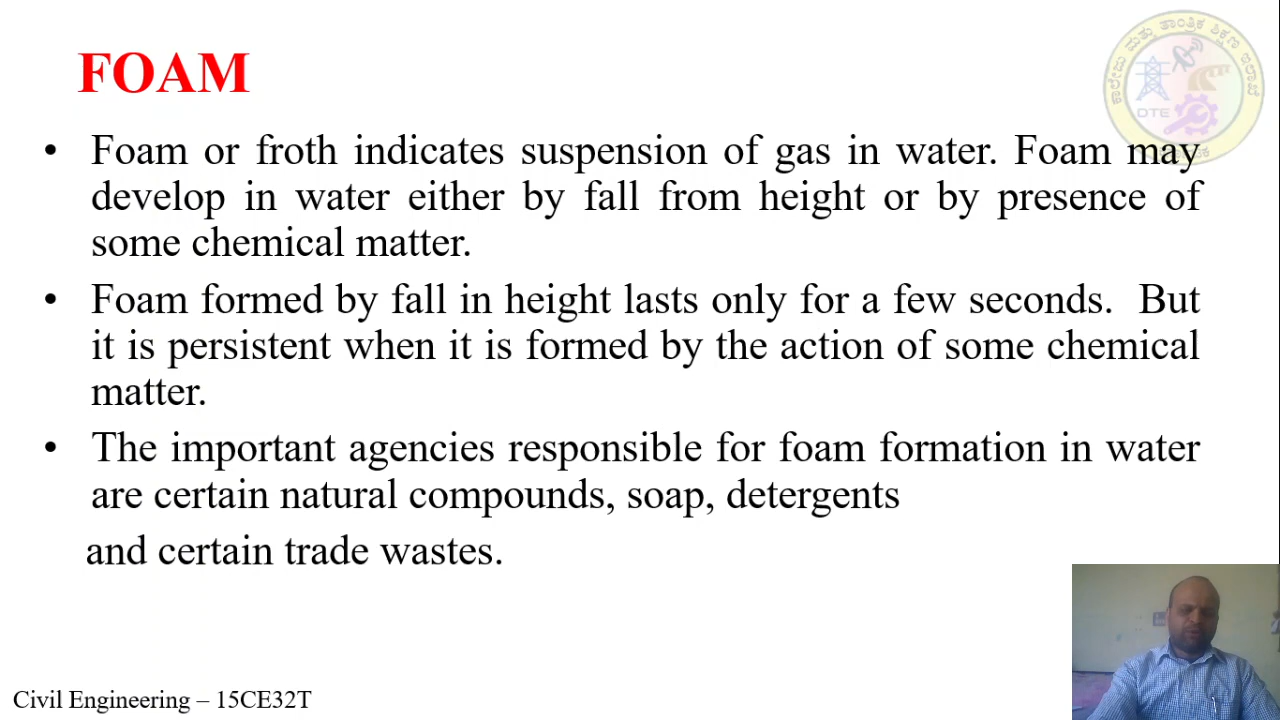 FOAM
ಕಾಲೇಜು ಮತ್ತು ತಾಂತ್ರಿಕ ಶಿಕ್ಷಣ ಇಲಾಖೆ
DTE
• Foam or froth indicates suspension of gas in water. Foam may
develop in water either by fall from height or by presence of
some chemical matter.
• Foam formed by fall in height lasts only for a few seconds.  But
it is persistent when it is formed by the action of some chemical
matter.
• The important agencies responsible for foam formation in water
are certain natural compounds, soap, detergents
and certain trade wastes.
Civil Engineering – 15CE32T